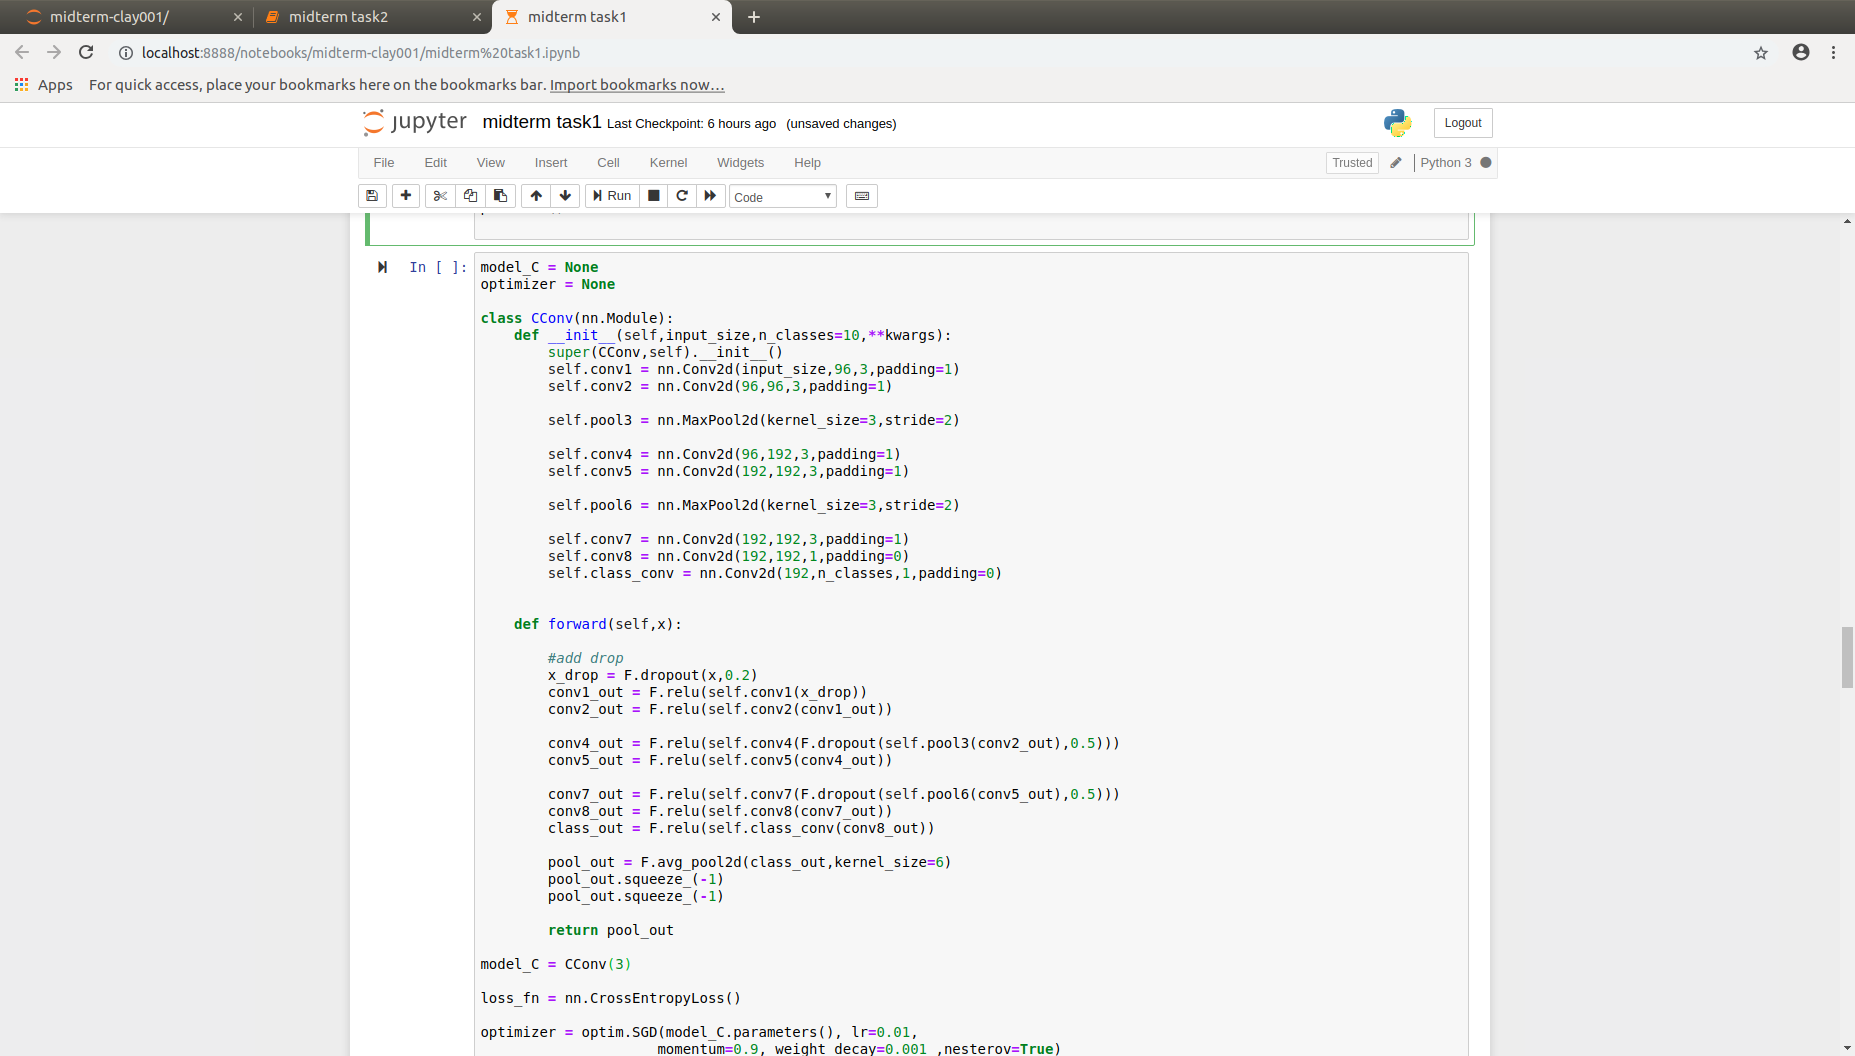 midterm-clay001/
midterm task2
midterm task1
localhost:8888/notebooks/midterm-clay001/midterm%20task1.ipynb
Apps For quick access, place your bookmarks here on the bookmarks bar. Import bookmarks now...
jupyter midterm task1 Last Checkpoint: 6 hours ago (unsaved changes)
Logout
File Edit View Insert Cell Kernel Widgets Help
Trusted Python 3
Run Code
In [ ]:
model_C = None
optimizer = None
class CConv(nn.Module):
    def __init__(self,input_size,n_classes=10,**kwargs):
        super(CConv,self).__init__()
        self.conv1 = nn.Conv2d(input_size,96,3,padding=1)
        self.conv2 = nn.Conv2d(96,96,3,padding=1)
        self.pool3 = nn.MaxPool2d(kernel_size=3,stride=2)
        self.conv4 = nn.Conv2d(96,192,3,padding=1)
        self.conv5 = nn.Conv2d(192,192,3,padding=1)
        self.pool6 = nn.MaxPool2d(kernel_size=3,stride=2)
        self.conv7 = nn.Conv2d(192,192,3,padding=1)
        self.conv8 = nn.Conv2d(192,192,1,padding=0)
        self.class_conv = nn.Conv2d(192,n_classes,1,padding=0)
    def forward(self,x):
        #add drop
        x_drop = F.dropout(x,0.2)
        conv1_out = F.relu(self.conv1(x_drop))
        conv2_out = F.relu(self.conv2(conv1_out))
        conv4_out = F.relu(self.conv4(F.dropout(self.pool3(conv2_out),0.5)))
        conv5_out = F.relu(self.conv5(conv4_out))
        conv7_out = F.relu(self.conv7(F.dropout(self.pool6(conv5_out),0.5)))
        conv8_out = F.relu(self.conv8(conv7_out))
        class_out = F.relu(self.class_conv(conv8_out))
        pool_out = F.avg_pool2d(class_out,kernel_size=6)
        pool_out.squeeze_(-1)
        pool_out.squeeze_(-1)
        return pool_out
model_C = CConv(3)
loss_fn = nn.CrossEntropyLoss()
optimizer = optim.SGD(model_C.parameters(), lr=0.01,
                     momentum=0.9, weight_decay=0.001 ,nesterov=True)